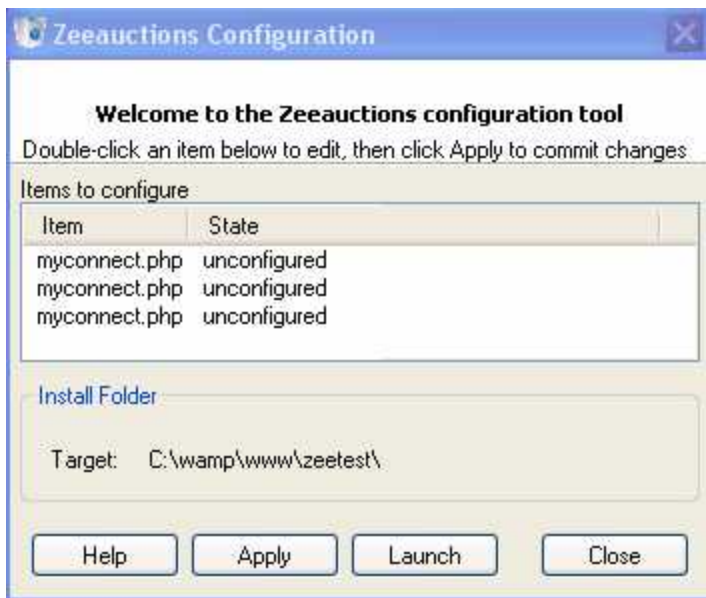 Zeeauctions Configuration
Welcome to the Zeeauctions configuration tool
Double-click an item below to edit, then click Apply to commit changes
Items to configure
Item State
myconnect.php unconfigured
myconnect.php unconfigured
myconnect.php unconfigured
Install Folder
Target: C:\wamp\www\zeetest\
Help Apply Launch Close